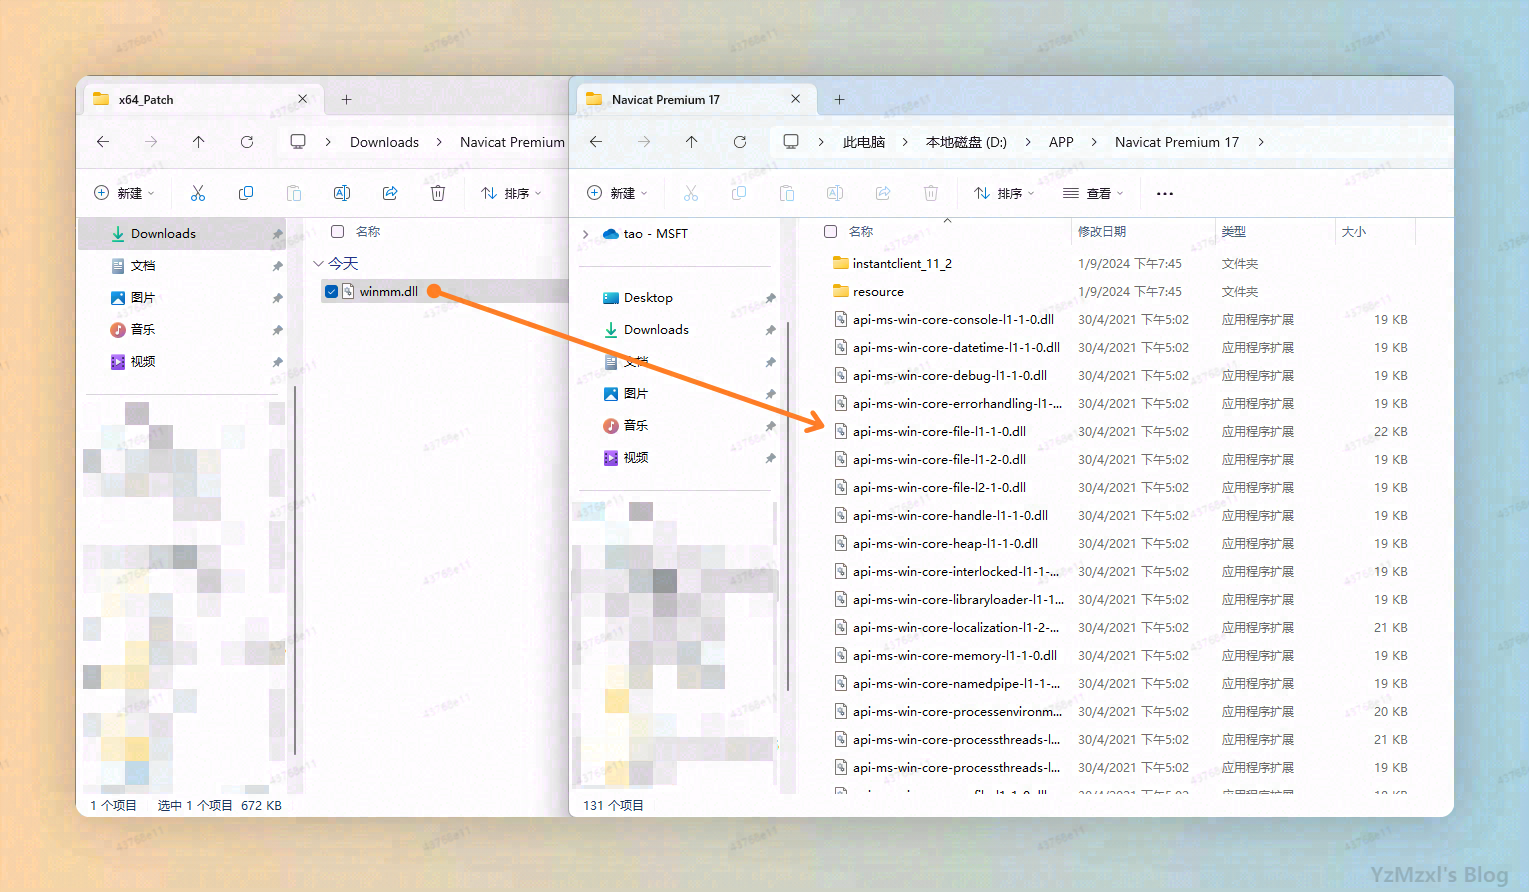 x64_Patch
Downloads
Navicat Premium
新建
排序
Downloads
文档
图片
音乐
视频
名称
今天
winmm.dll
1 个项目 选中 1 个项目 672 KB
Navicat Premium 17
此电脑
本地磁盘 (D:)
APP
Navicat Premium 17
新建
排序
查看
tao - MSFT
Desktop
Downloads
文档
图片
音乐
视频
名称 修改日期 类型 大小
instantclient_11_2 1/9/2024 下午7:45 文件夹
resource 1/9/2024 下午7:45 文件夹
api-ms-win-core-console-l1-1-0.dll 30/4/2021 下午5:02 应用程序扩展 19 KB
api-ms-win-core-datetime-l1-1-0.dll 30/4/2021 下午5:02 应用程序扩展 19 KB
api-ms-win-core-debug-l1-1-0.dll 30/4/2021 下午5:02 应用程序扩展 19 KB
api-ms-win-core-errorhandling-l1-... 30/4/2021 下午5:02 应用程序扩展 19 KB
api-ms-win-core-file-l1-1-0.dll 30/4/2021 下午5:02 应用程序扩展 22 KB
api-ms-win-core-file-l1-2-0.dll 30/4/2021 下午5:02 应用程序扩展 19 KB
api-ms-win-core-file-l2-1-0.dll 30/4/2021 下午5:02 应用程序扩展 19 KB
api-ms-win-core-handle-l1-1-0.dll 30/4/2021 下午5:02 应用程序扩展 19 KB
api-ms-win-core-heap-l1-1-0.dll 30/4/2021 下午5:02 应用程序扩展 19 KB
api-ms-win-core-interlocked-l1-1-... 30/4/2021 下午5:02 应用程序扩展 19 KB
api-ms-win-core-libraryloader-l1-1... 30/4/2021 下午5:02 应用程序扩展 19 KB
api-ms-win-core-localization-l1-2-... 30/4/2021 下午5:02 应用程序扩展 21 KB
api-ms-win-core-memory-l1-1-0.dll 30/4/2021 下午5:02 应用程序扩展 19 KB
api-ms-win-core-namedpipe-l1-1-... 30/4/2021 下午5:02 应用程序扩展 19 KB
api-ms-win-core-processenvironm... 30/4/2021 下午5:02 应用程序扩展 20 KB
api-ms-win-core-processthreads-l... 30/4/2021 下午5:02 应用程序扩展 21 KB
api-ms-win-core-processthreads-l... 30/4/2021 下午5:02 应用程序扩展 19 KB
131 个项目
YzMzxl's Blog